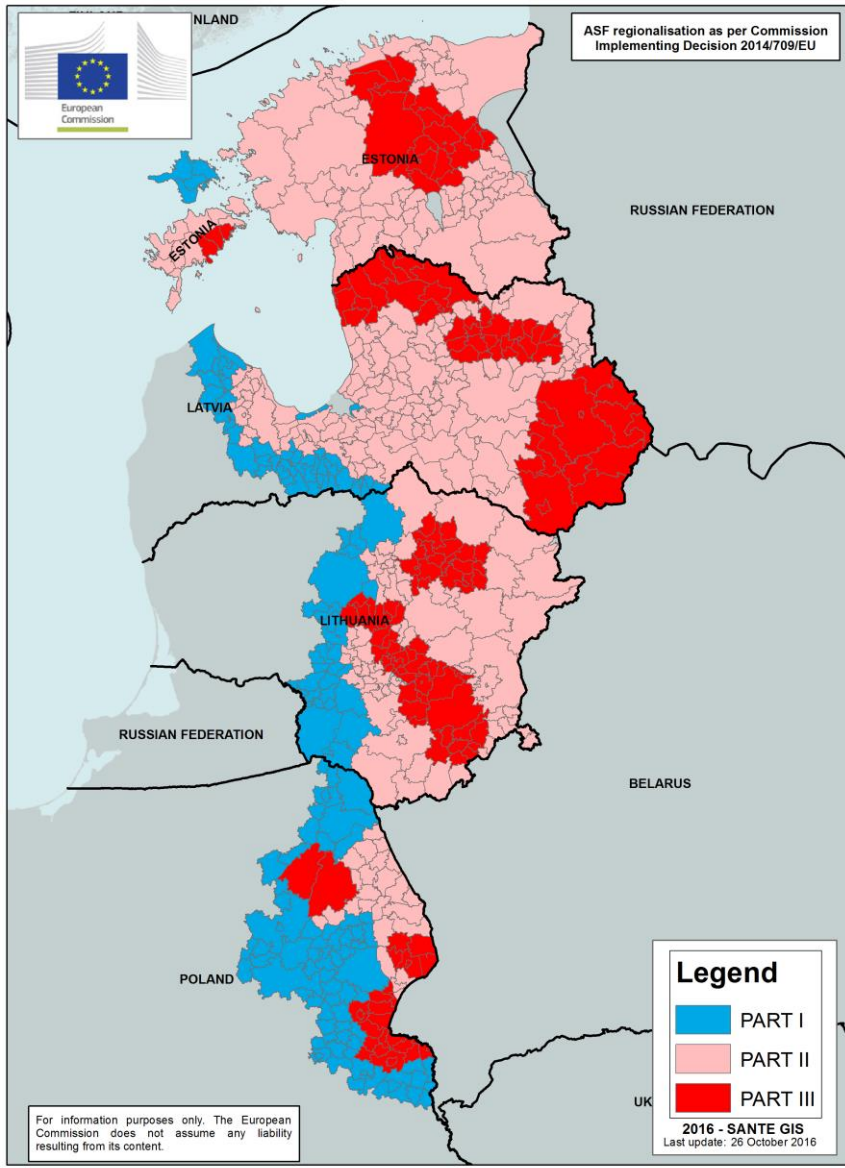 FINLAND
NLAND
ASF regionalisation as per Commission
Implementing Decision 2014/709/EU
European
Commission
ESTONIA
RUSSIAN FEDERATION
ESTONIA
LATVIA
LITHUANIA
RUSSIAN FEDERATION
BELARUS
POLAND
Legend
PART I
PART II
PART III
UK
2016 - SANTE GIS
Last update: 26 October 2016
For information purposes only. The European
Commission does not assume any liability
resulting from its content.